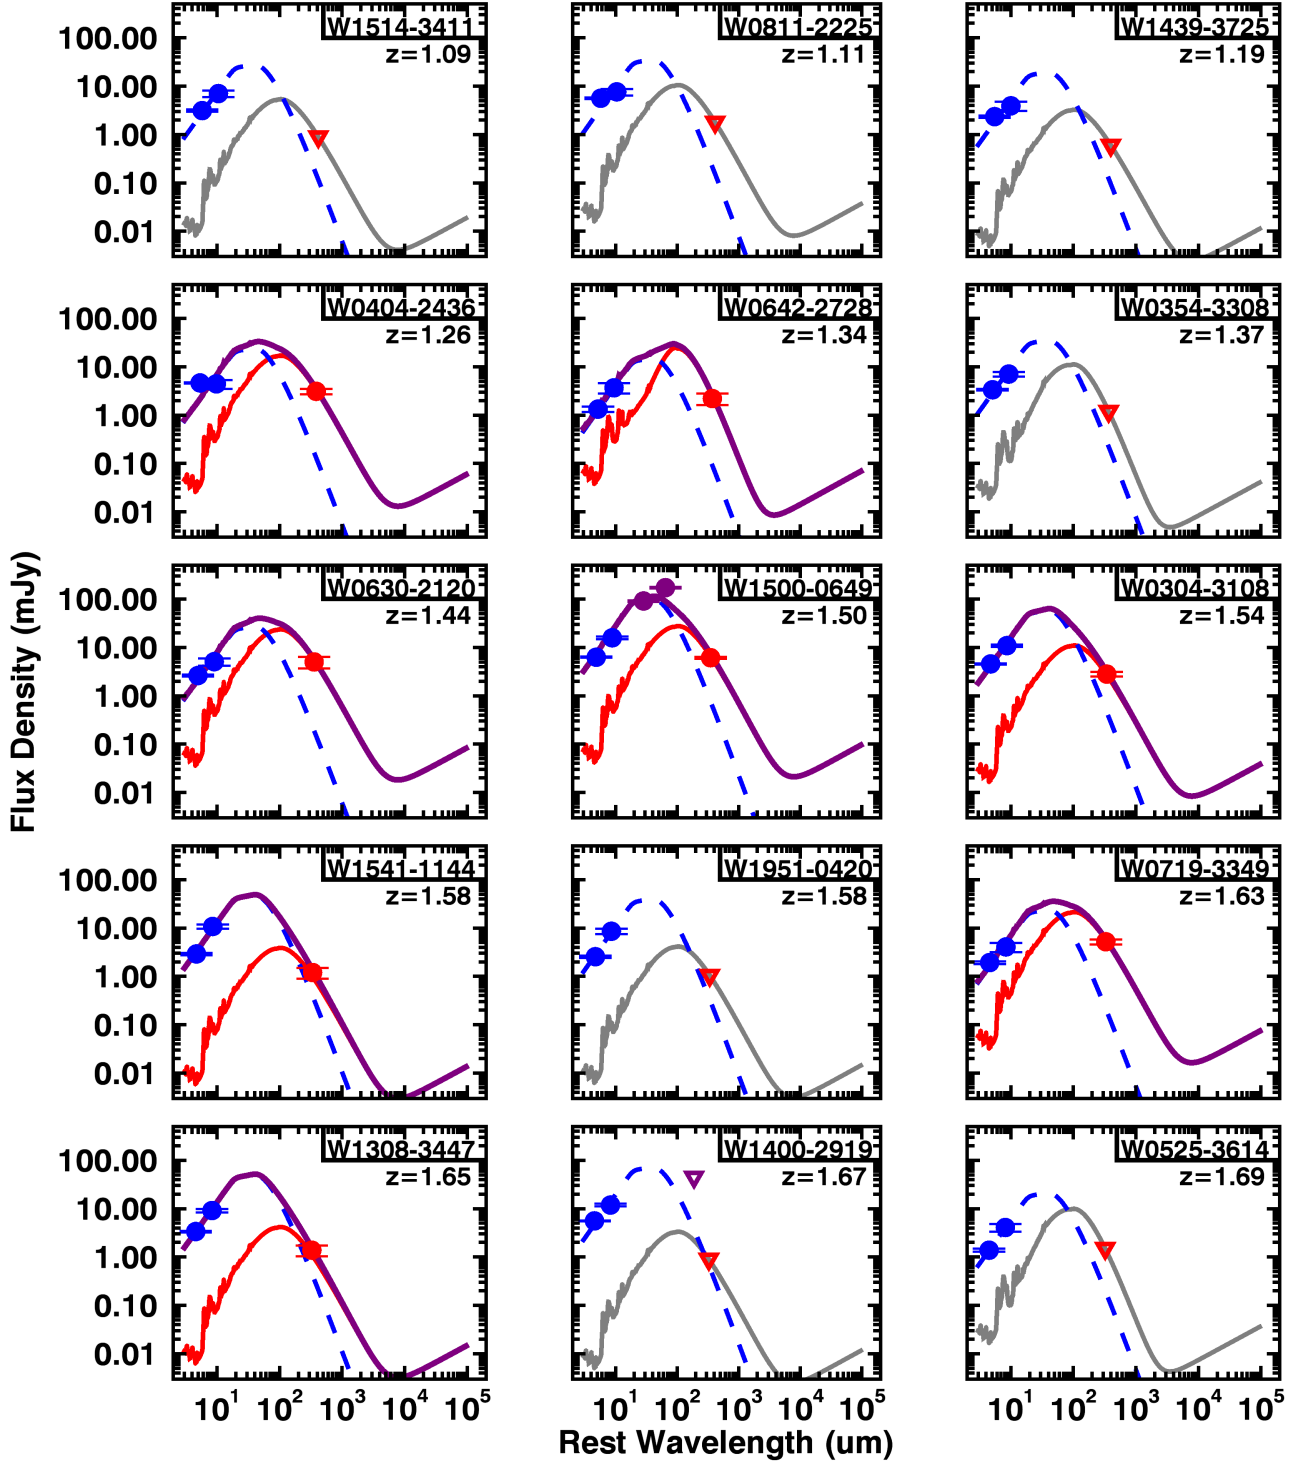 W1514-3411
z=1.09
W0811-2225
z=1.11
W1439-3725
z=1.19
100.00
10.00
1.00
0.10
0.01
W0404-2436
z=1.26
W0642-2728
z=1.34
W0354-3308
z=1.37
100.00
10.00
1.00
0.10
0.01
W0630-2120
z=1.44
W1500-0649
z=1.50
W0304-3108
z=1.54
100.00
10.00
1.00
0.10
0.01
W1541-1144
z=1.58
W1951-0420
z=1.58
W0719-3349
z=1.63
100.00
10.00
1.00
0.10
0.01
W1308-3447
z=1.65
W1400-2919
z=1.67
W0525-3614
z=1.69
100.00
10.00
1.00
0.10
0.01
10¹ 10² 10³ 10⁴ 10⁵
10¹ 10² 10³ 10⁴ 10⁵
10¹ 10² 10³ 10⁴ 10⁵
Flux Density (mJy)
Rest Wavelength (um)